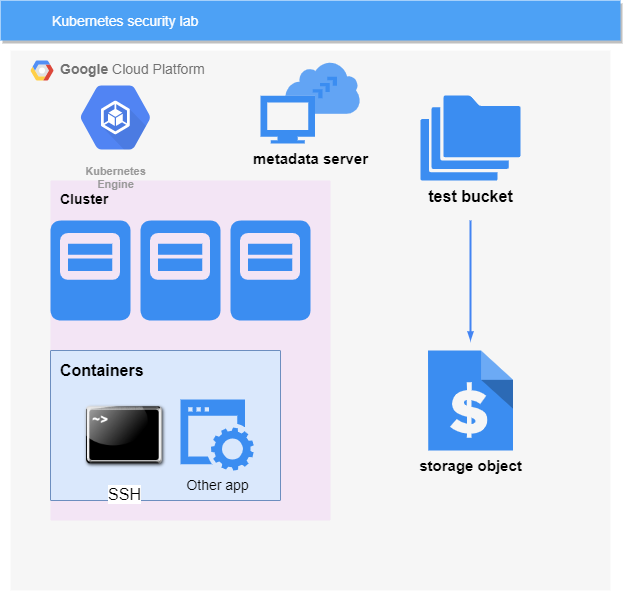 Kubernetes security lab
Google Cloud Platform
Kubernetes
Engine
metadata server
test bucket
Cluster
Containers
~>
$
SSH
Other app
storage object